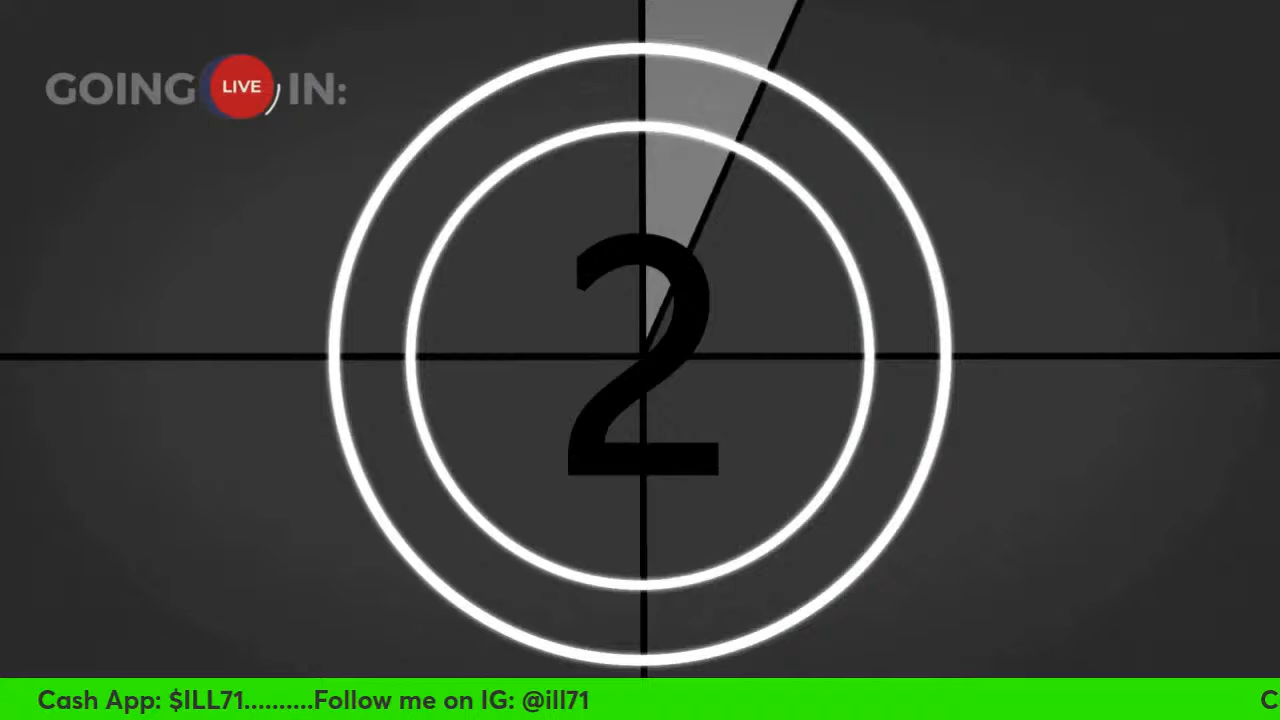 GOING LIVE IN:
2
Cash App: $ILL71..........Follow me on IG: @ill71